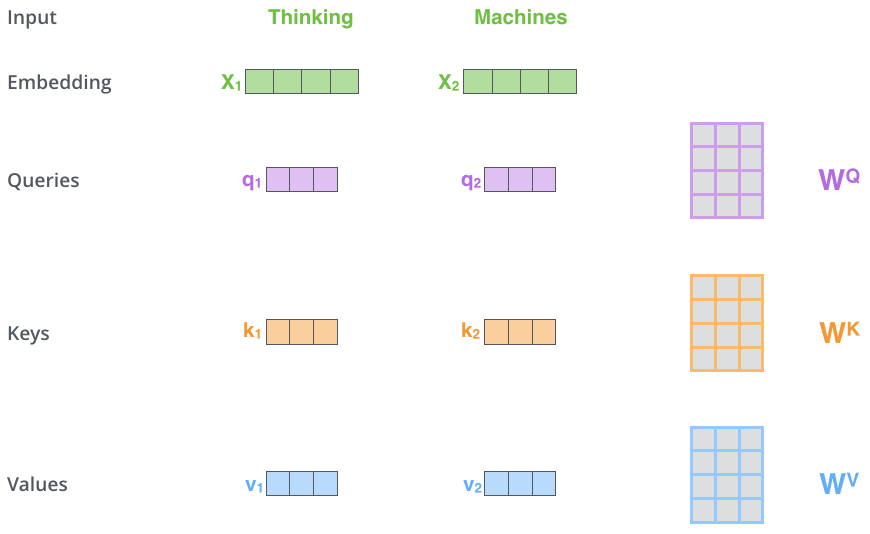 Input Thinking Machines
Embedding X1 X2
Queries q1 q2 WQ
Keys k1 k2 WK
Values v1 v2 WV